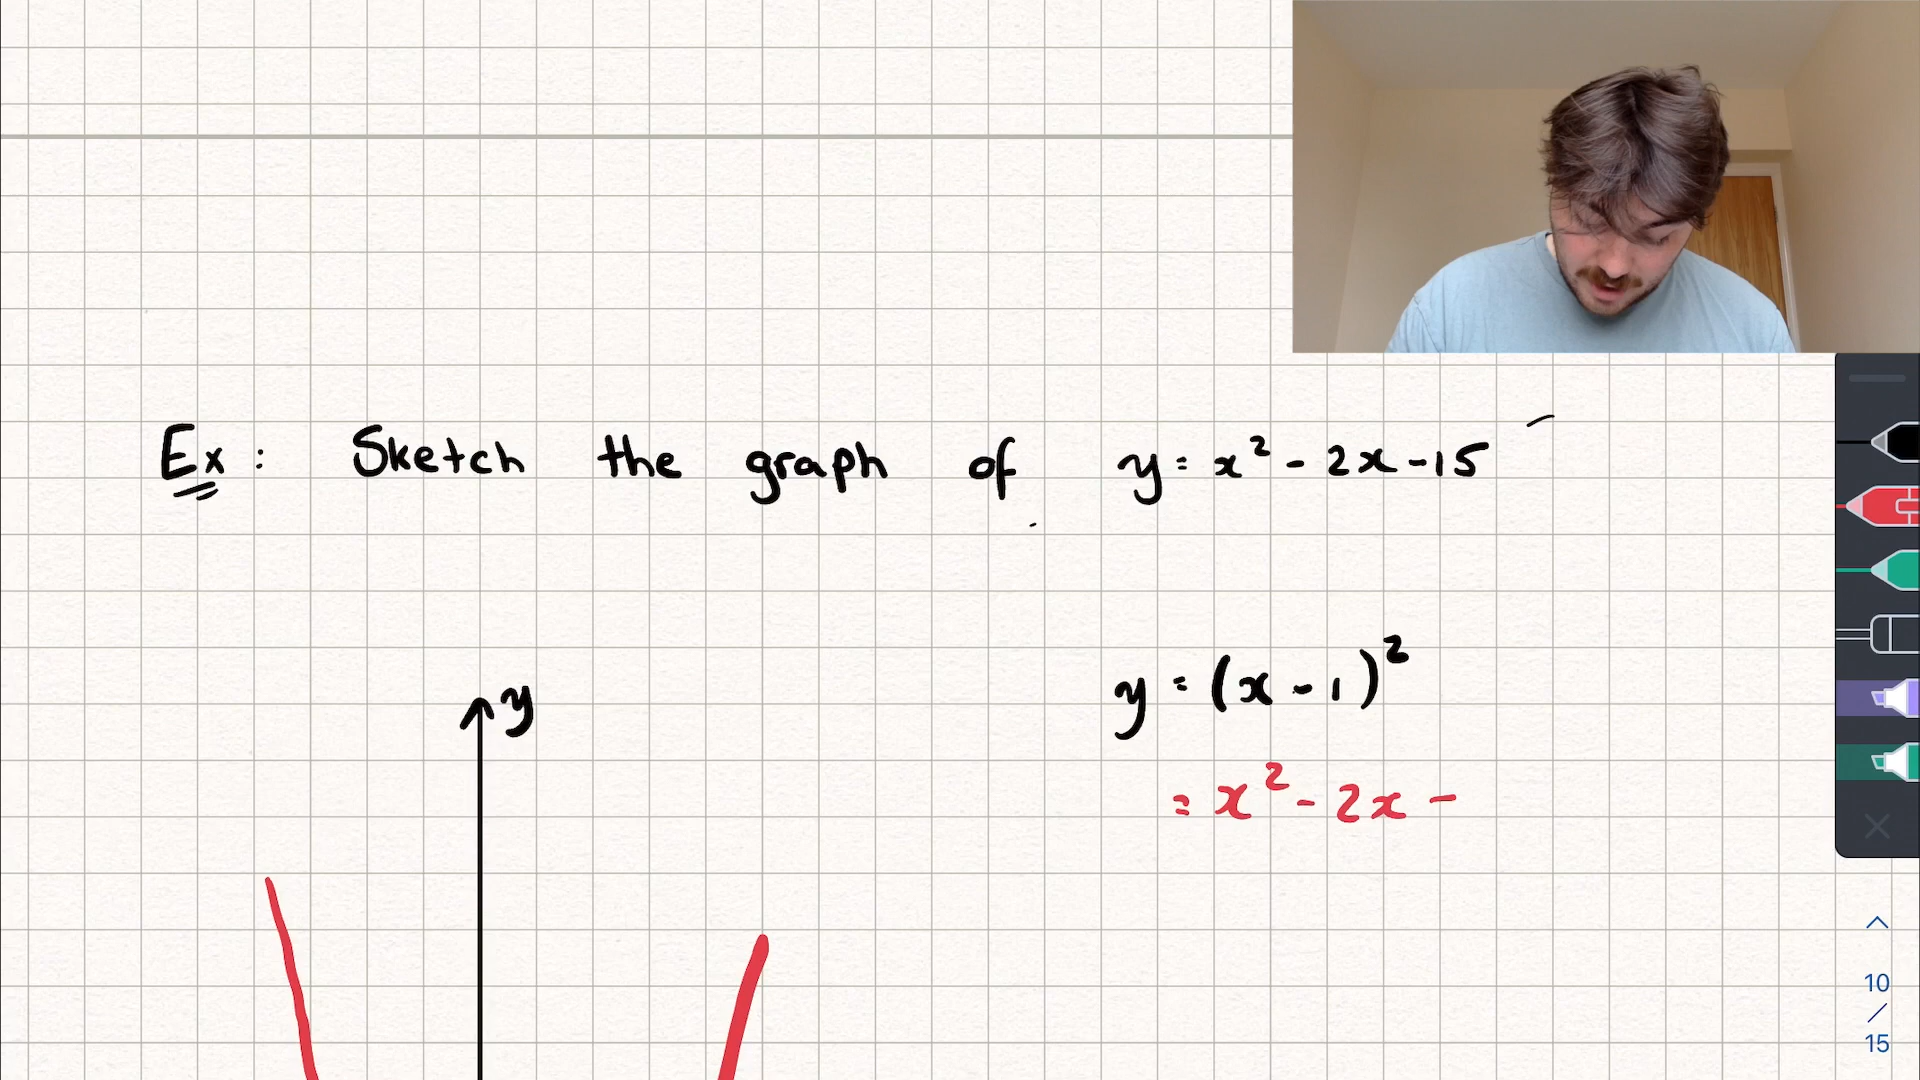 Ex: Sketch the graph of y = x² - 2x - 15
y = (x - 1)²
= x² - 2x -
y
10
/
15